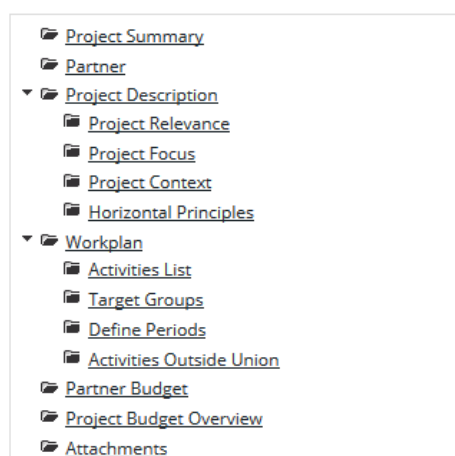 Project Summary
Partner
Project Description
Project Relevance
Project Focus
Project Context
Horizontal Principles
Workplan
Activities List
Target Groups
Define Periods
Activities Outside Union
Partner Budget
Project Budget Overview
Attachments